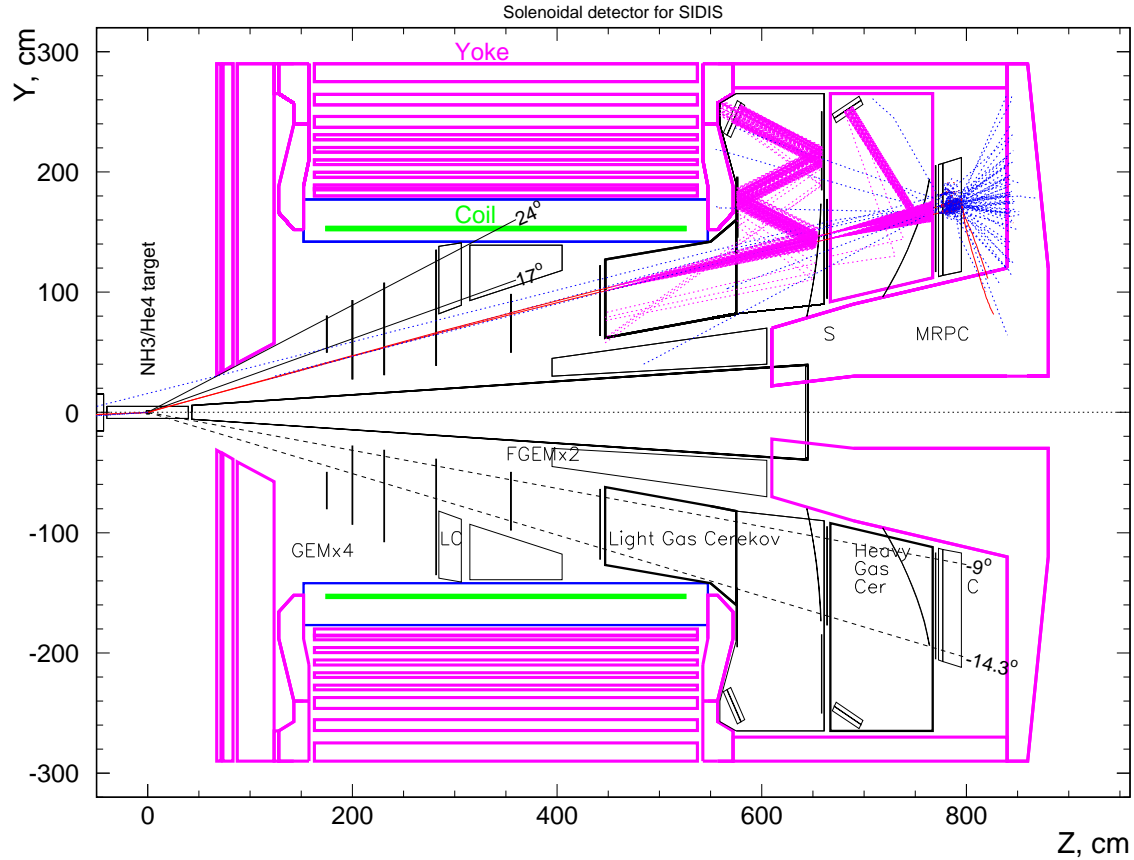 Solenoidal detector for SIDIS
Y, cm
300
200
100
0
-100
-200
-300
Yoke
Coil
24°
17°
NH3/He4 target
S
MRPC
FGEMx2
GEMx4
LC
Light Gas Cerekov
Heavy
Gas
Cer
-9°
C
-14.3°
0
200
400
600
800
Z, cm